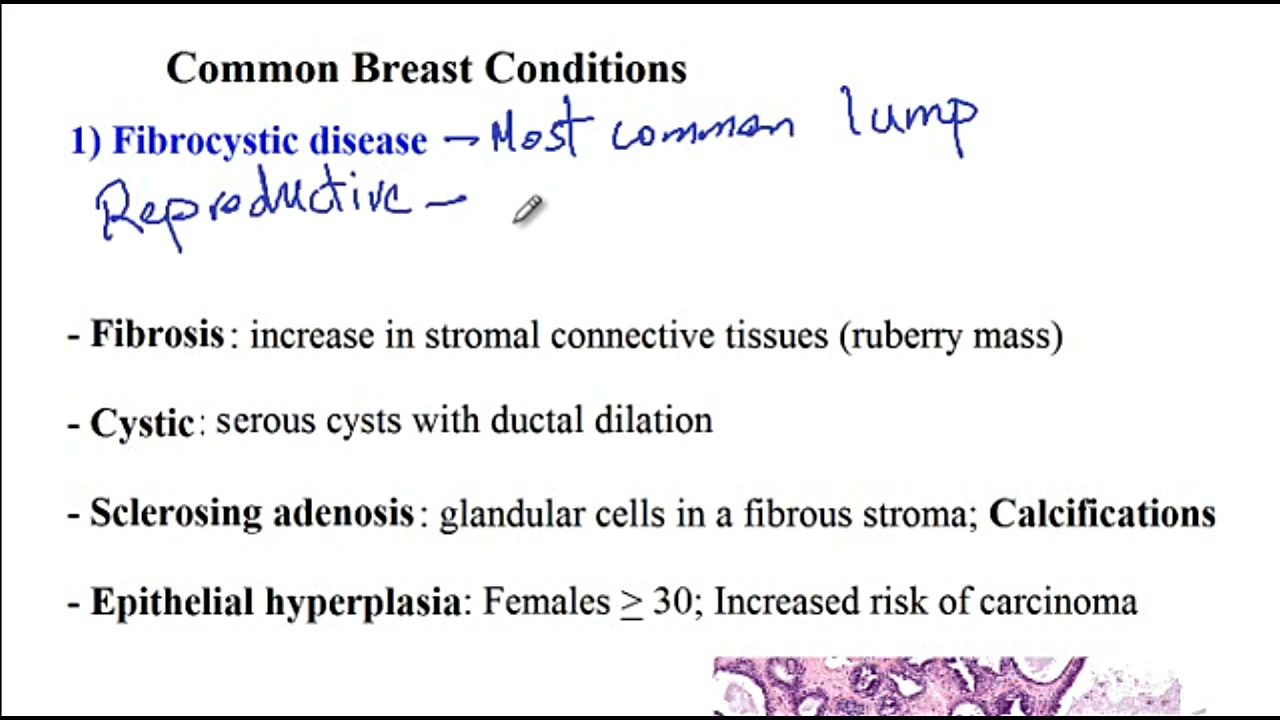 Common Breast Conditions
1) Fibrocystic disease – Most common lump
Reproductive –
- Fibrosis: increase in stromal connective tissues (ruberry mass)
- Cystic: serous cysts with ductal dilation
- Sclerosing adenosis: glandular cells in a fibrous stroma; Calcifications
- Epithelial hyperplasia: Females ≥ 30; Increased risk of carcinoma